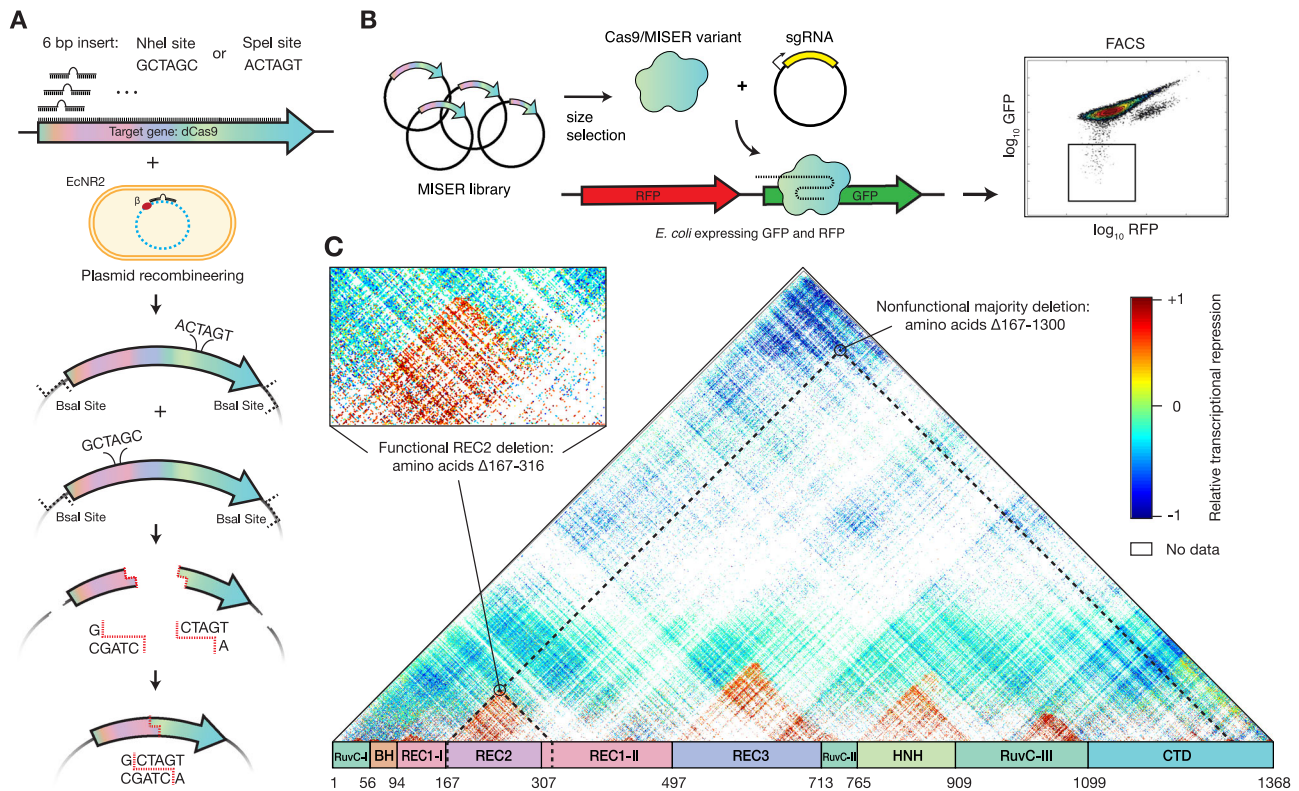 A
6 bp insert:
NheI site
GCTAGC
or
SpeI site
ACTAGT
...
Target gene: dCas9
+
EcNR2
β
Plasmid recombineering
ACTAGT
BsaI Site
BsaI Site
+
GCTAGC
BsaI Site
BsaI Site
G
CGATC
CTAGT
A
G CTAGT
CGATC A
B
MISER library
size
selection
Cas9/MISER variant
+
sgRNA
RFP
GFP
E. coli expressing GFP and RFP
FACS
log10 GFP
log10 RFP
C
Functional REC2 deletion:
amino acids Δ167-316
Nonfunctional majority deletion:
amino acids Δ167-1300
+1
0
-1
Relative transcriptional repression
No data
RuvC-I
BH
REC1-I
REC2
REC1-II
REC3
RuvC-II
HNH
RuvC-III
CTD
1
56
94
167
307
497
713
765
909
1099
1368